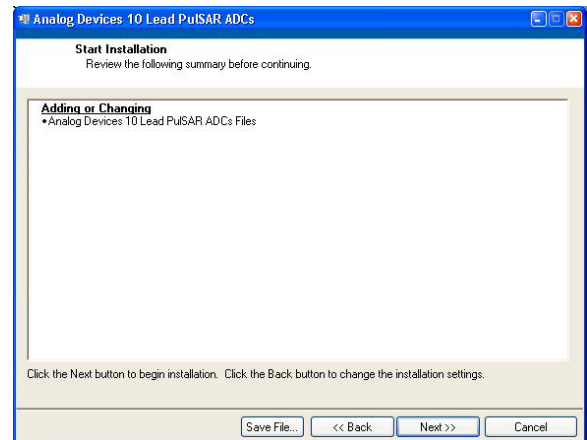 Analog Devices 10 Lead PulSAR ADCs
Start Installation
Review the following summary before continuing.
Adding or Changing
•Analog Devices 10 Lead PulSAR ADCs Files
Click the Next button to begin installation. Click the Back button to change the installation settings.
Save File... << Back Next >> Cancel